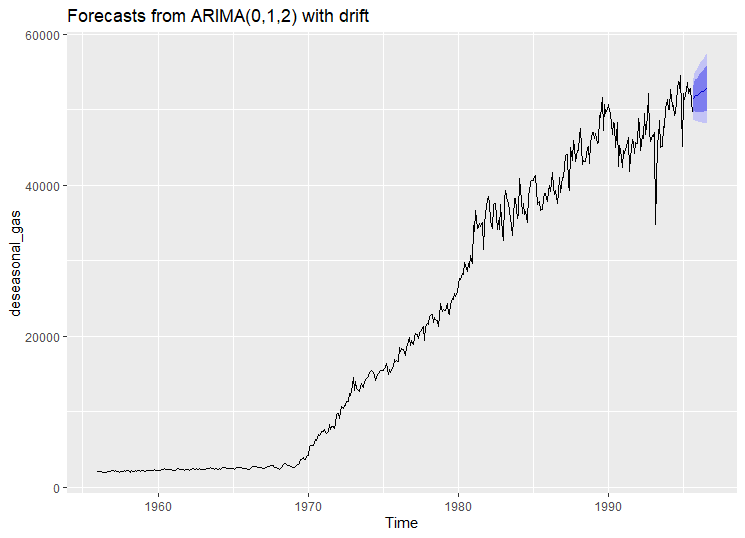 Forecasts from ARIMA(0,1,2) with drift
60000
40000
20000
0
deseasonal_gas
1960
1970
1980
1990
Time